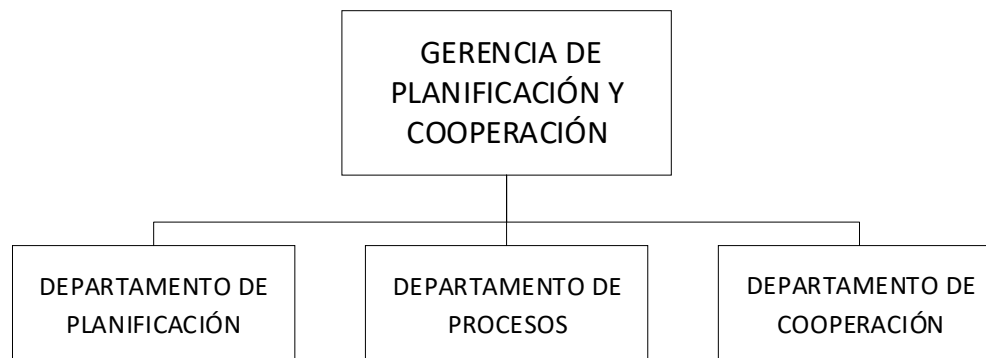 GERENCIA DE
PLANIFICACIÓN Y
COOPERACIÓN
DEPARTAMENTO DE
PLANIFICACIÓN
DEPARTAMENTO DE
PROCESOS
DEPARTAMENTO DE
COOPERACIÓN